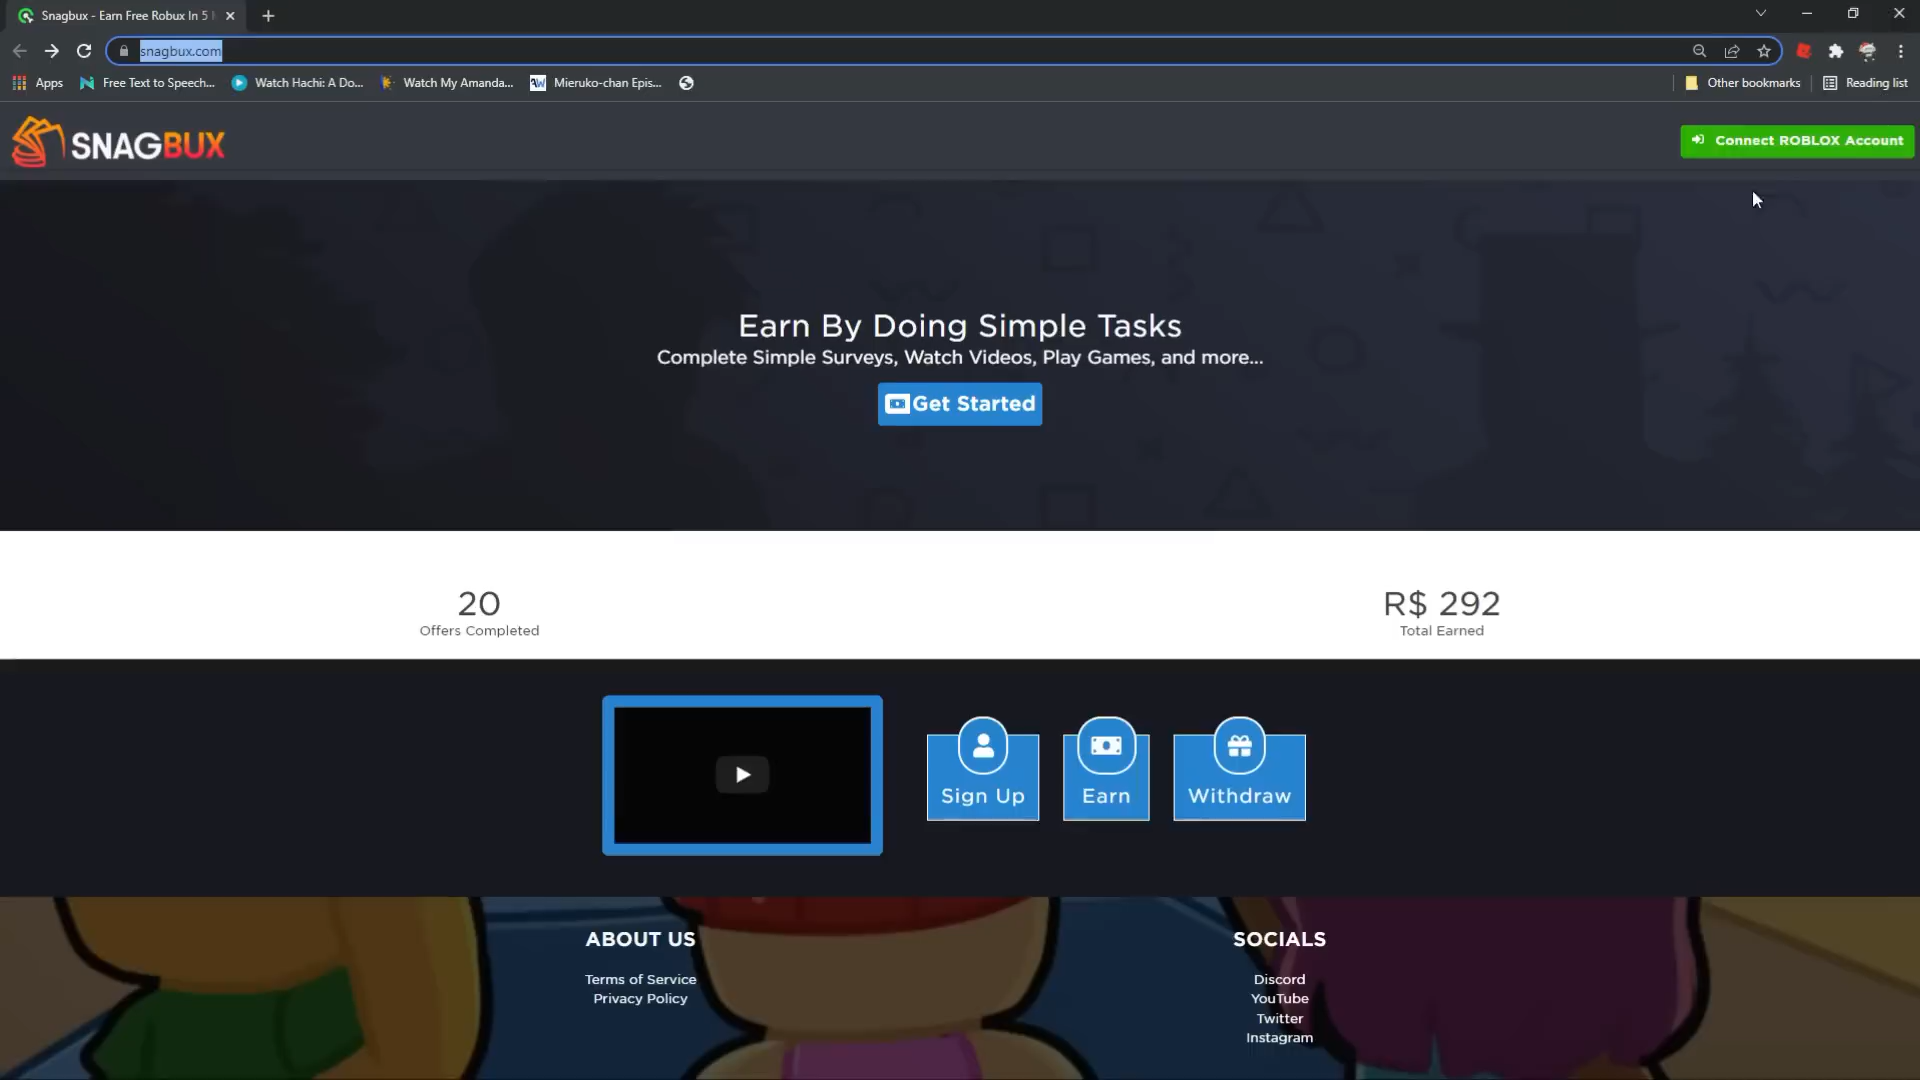 Snagbux - Earn Free Robux In 5
snagbux.com
Apps
Free Text to Speech...
Watch Hachi: A Do...
Watch My Amanda...
Mieruko-chan Epis...
Other bookmarks
Reading list
SNAGBUX
Connect ROBLOX Account
Earn By Doing Simple Tasks
Complete Simple Surveys, Watch Videos, Play Games, and more...
Get Started
20
Offers Completed
R$ 292
Total Earned
Sign Up
Earn
Withdraw
ABOUT US
Terms of Service
Privacy Policy
SOCIALS
Discord
YouTube
Twitter
Instagram